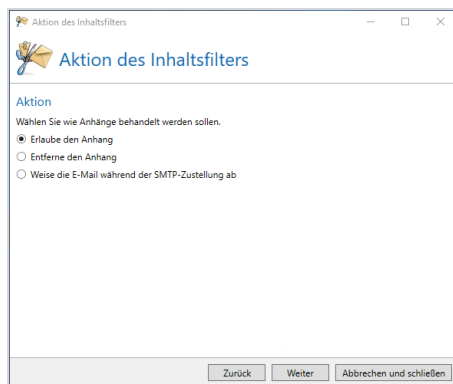 Aktion des Inhaltsfilters
Aktion des Inhaltsfilters
Aktion
Wählen Sie wie Anhänge behandelt werden sollen.
Erlaube den Anhang
Entferne den Anhang
Weise die E-Mail während der SMTP-Zustellung ab
Zurück Weiter Abbrechen und schließen